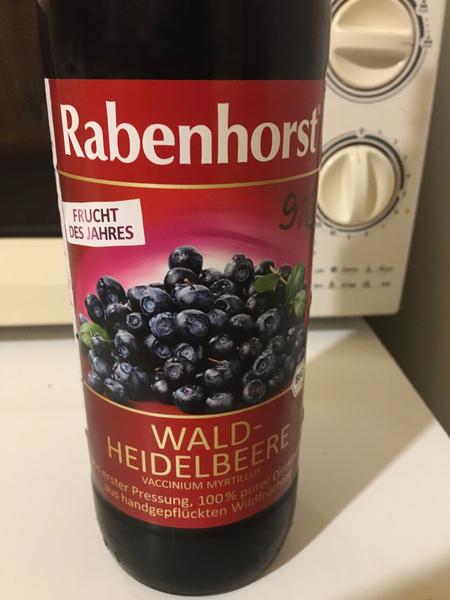 Rabenhorst
FRUCHT
DES JAHRES
WALD-
HEIDELBEERE
VACCINIUM MYRTILLUS
erster Pressung, 100% purer
aus handgepflückten